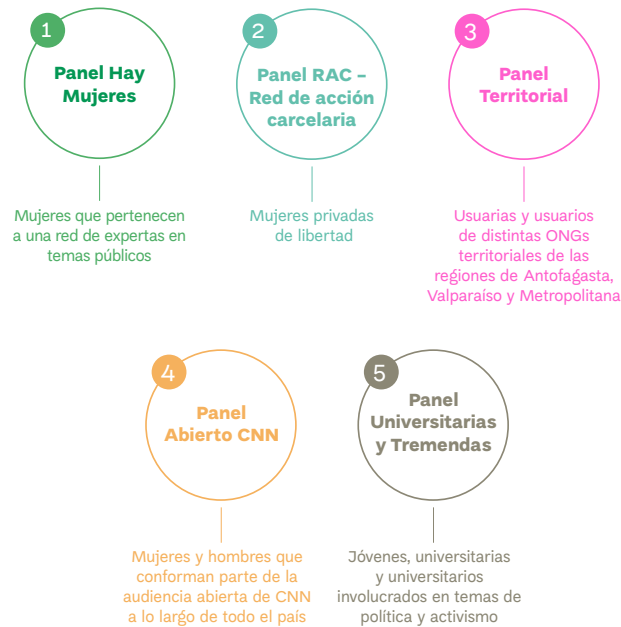 1
Panel Hay
Mujeres
Mujeres que pertenecen
a una red de expertas en
temas públicos
2
Panel RAC –
Red de acción
carcelaria
Mujeres privadas
de libertad
3
Panel
Territorial
Usuarias y usuarios
de distintas ONGs
territoriales de las
regiones de Antofagasta,
Valparaíso y Metropolitana
4
Panel
Abierto CNN
Mujeres y hombres que
conforman parte de la
audiencia abierta de CNN
a lo largo de todo el país
5
Panel
Universitarias
y Tremendas
Jóvenes, universitarias
y universitarios
involucrados en temas de
política y activismo